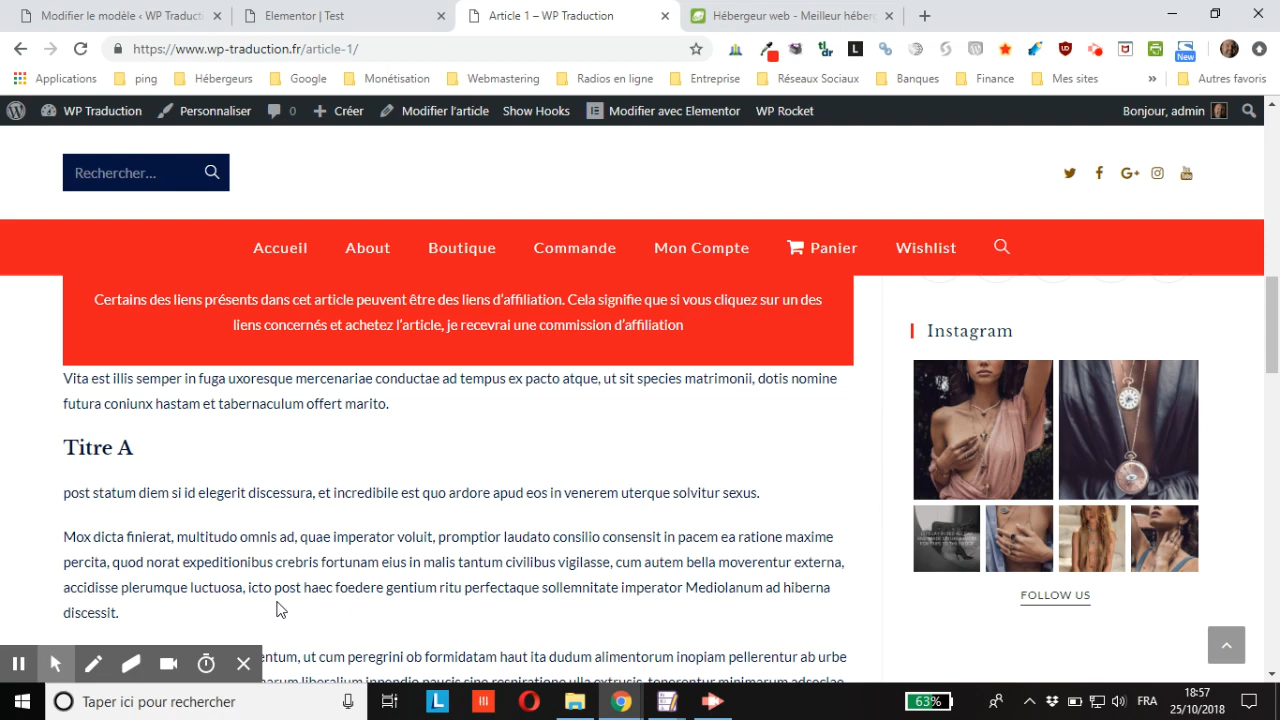 Modifier le modèle ‹ WP Traduct
Elementor | Test
Article 1 – WP Traduction
Hébergeur web - Meilleur héber
https://www.wp-traduction.fr/article-1/
New
Applications
ping
Hébergeurs
Google
Monétisation
Webmastering
Radios en ligne
Entreprise
Réseaux Sociaux
Banques
Finance
Mes sites
»
Autres favoris
WP Traduction
Personnaliser
0
Créer
Modifier l'article
Show Hooks
Modifier avec Elementor
WP Rocket
Bonjour, admin
Rechercher...
Accueil
About
Boutique
Commande
Mon Compte
Panier
Wishlist
Certains des liens présents dans cet article peuvent être des liens d'affiliation. Cela signifie que si vous cliquez sur un des
liens concernés et achetez l'article, je recevrai une commission d'affiliation
Vita est illis semper in fuga uxoresque mercenariae conductae ad tempus ex pacto atque, ut sit species matrimonii, dotis nomine
futura coniunx hastam et tabernaculum offert marito.
Titre A
post statum diem si id elegerit discessura, et incredibile est quo ardore apud eos in venerem uterque solvitur sexus.
Mox dicta finierat, multitudo omnis ad, quae imperator voluit, promptior laudato consilio consensit in pacem ea ratione maxime
percita, quod norat expeditionibus crebris fortunam eius in malis tantum civilibus vigilasse, cum autem bella moverentur externa,
accidisse plerumque luctuosa, icto post haec foedere gentium ritu perfectaque sollemnitate imperator Mediolanum ad hiberna
discessit.
entum, ut cum peregrini ob formidatam haut ita dudum alimentorum inopiam pellerentur ab urbe
Instagram
FOLLOW US
Taper ici pour rechercher
63%
FRA
18:57
25/10/2018